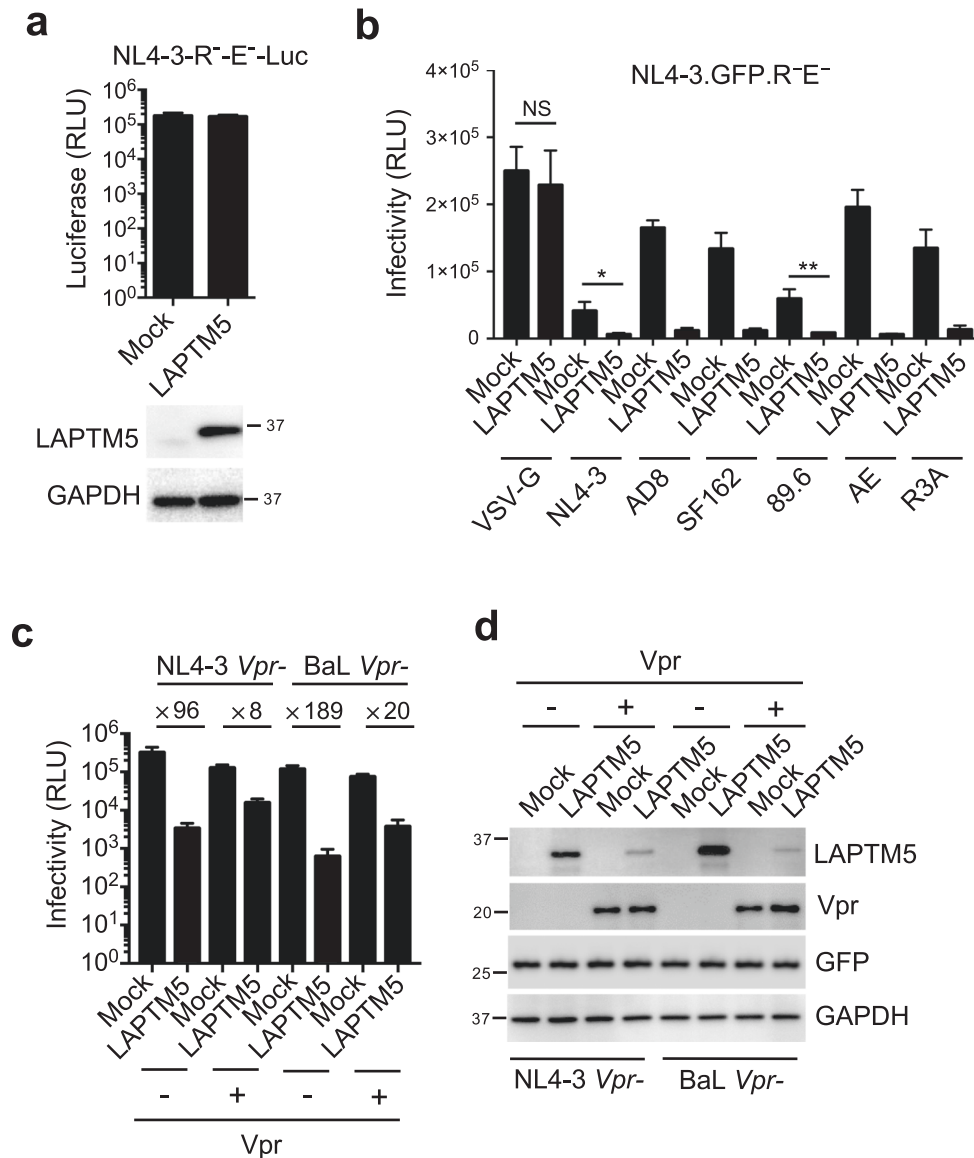 a
NL4-3-R⁻-E⁻-Luc
Luciferase (RLU)
10⁶
10⁵
10⁴
10³
10²
10¹
10⁰
Mock
LAPTM5
LAPTM5
37
GAPDH
37
b
NL4-3.GFP.R⁻E⁻
Infectivity (RLU)
4×10⁵
3×10⁵
2×10⁵
1×10⁵
0
NS
*
**
Mock LAPTM5 Mock LAPTM5 Mock LAPTM5 Mock LAPTM5 Mock LAPTM5 Mock LAPTM5 Mock LAPTM5
VSV-G NL4-3 AD8 SF162 89.6 AE R3A
c
NL4-3 Vpr- BaL Vpr-
×96 ×8 ×189 ×20
Infectivity (RLU)
10⁶
10⁵
10⁴
10³
10²
10¹
10⁰
Mock LAPTM5 Mock LAPTM5 Mock LAPTM5 Mock LAPTM5
- + - +
Vpr
d
Vpr
- + - +
Mock LAPTM5 Mock LAPTM5 Mock LAPTM5 Mock LAPTM5
37 LAPTM5
20 Vpr
25 GFP
37 GAPDH
NL4-3 Vpr- BaL Vpr-